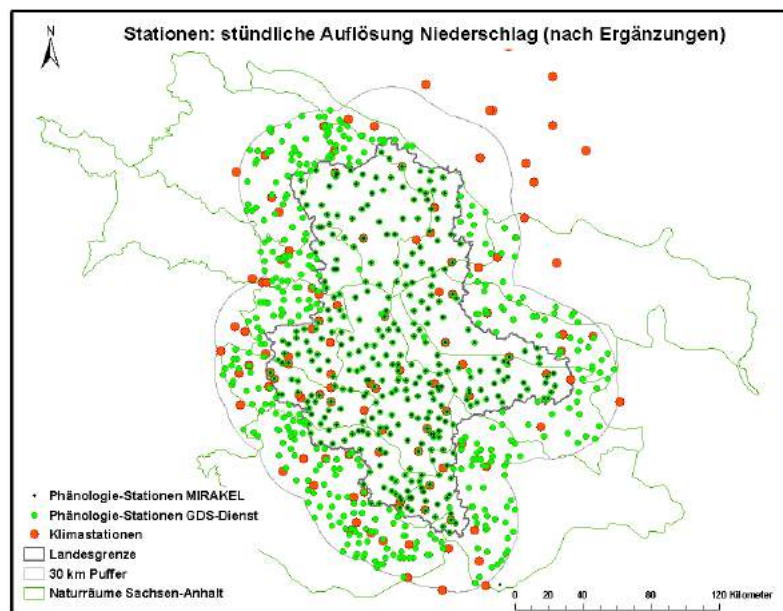 Stationen: stündliche Auflösung Niederschlag (nach Ergänzungen)
N
Phänologie-Stationen MIRAKEL
Phänologie-Stationen GDS-Dienst
Klimastationen
Landesgrenze
30 km Puffer
Naturräume Sachsen-Anhalt
0 20 40 80 120 Kilometer